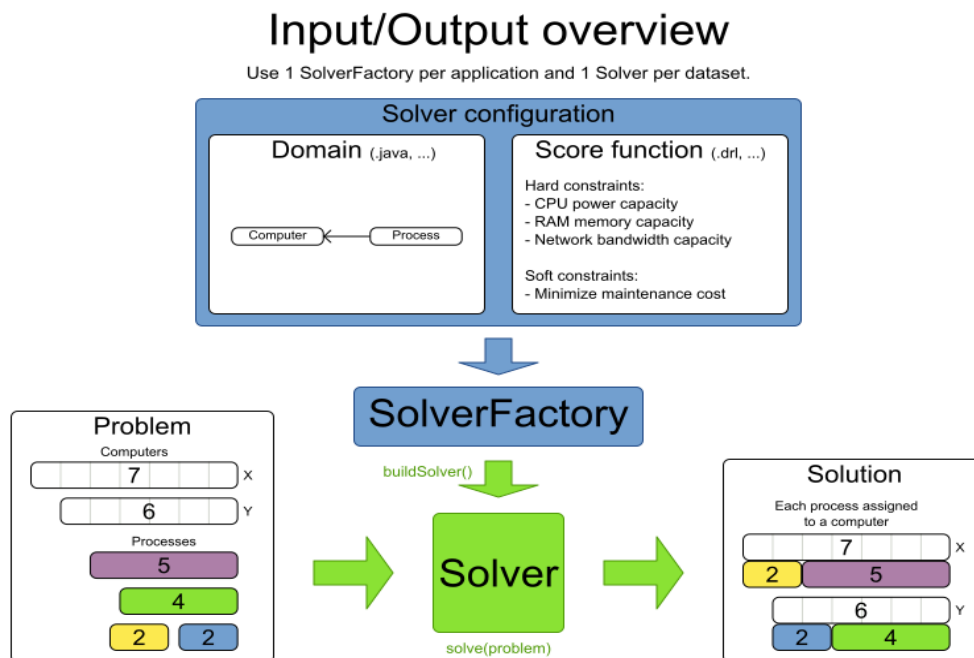 Input/Output overview
Use 1 SolverFactory per application and 1 Solver per dataset.
Solver configuration
Domain (.java, ...)
Computer
Process
Score function (.drl, ...)
Hard constraints:
- CPU power capacity
- RAM memory capacity
- Network bandwidth capacity
Soft constraints:
- Minimize maintenance cost
SolverFactory
buildSolver()
Problem
Computers
7
X
6
Y
Processes
5
4
2
2
Solver
solve(problem)
Solution
Each process assigned
to a computer
7
X
2
5
6
Y
2
4